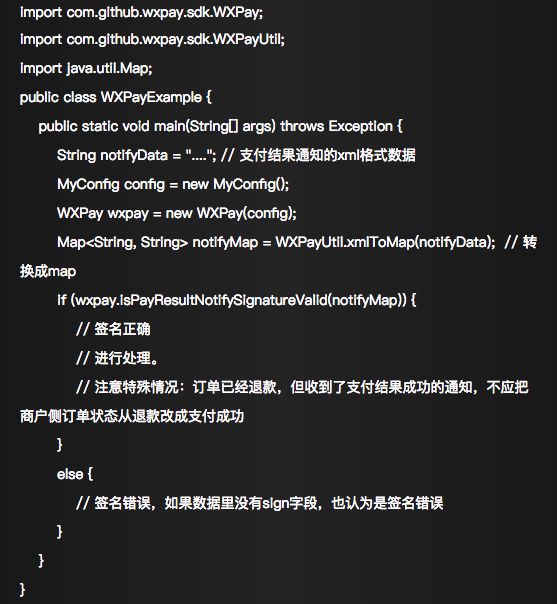 import com.github.wxpay.sdk.WXPay;
import com.github.wxpay.sdk.WXPayUtil;
import java.util.Map;
public class WXPayExample {
public static void main(String[] args) throws Exception {
String notifyData = "...."; // 支付结果通知的xml格式数据
MyConfig config = new MyConfig();
WXPay wxpay = new WXPay(config);
Map<String, String> notifyMap = WXPayUtil.xmlToMap(notifyData); // 转
换成map
if (wxpay.isPayResultNotifySignatureValid(notifyMap)) {
// 签名正确
// 进行处理。
// 注意特殊情况：订单已经退款，但收到了支付结果成功的通知，不应把
商户侧订单状态从退款改成支付成功
}
else {
// 签名错误，如果数据里没有sign字段，也认为是签名错误
}
}
}